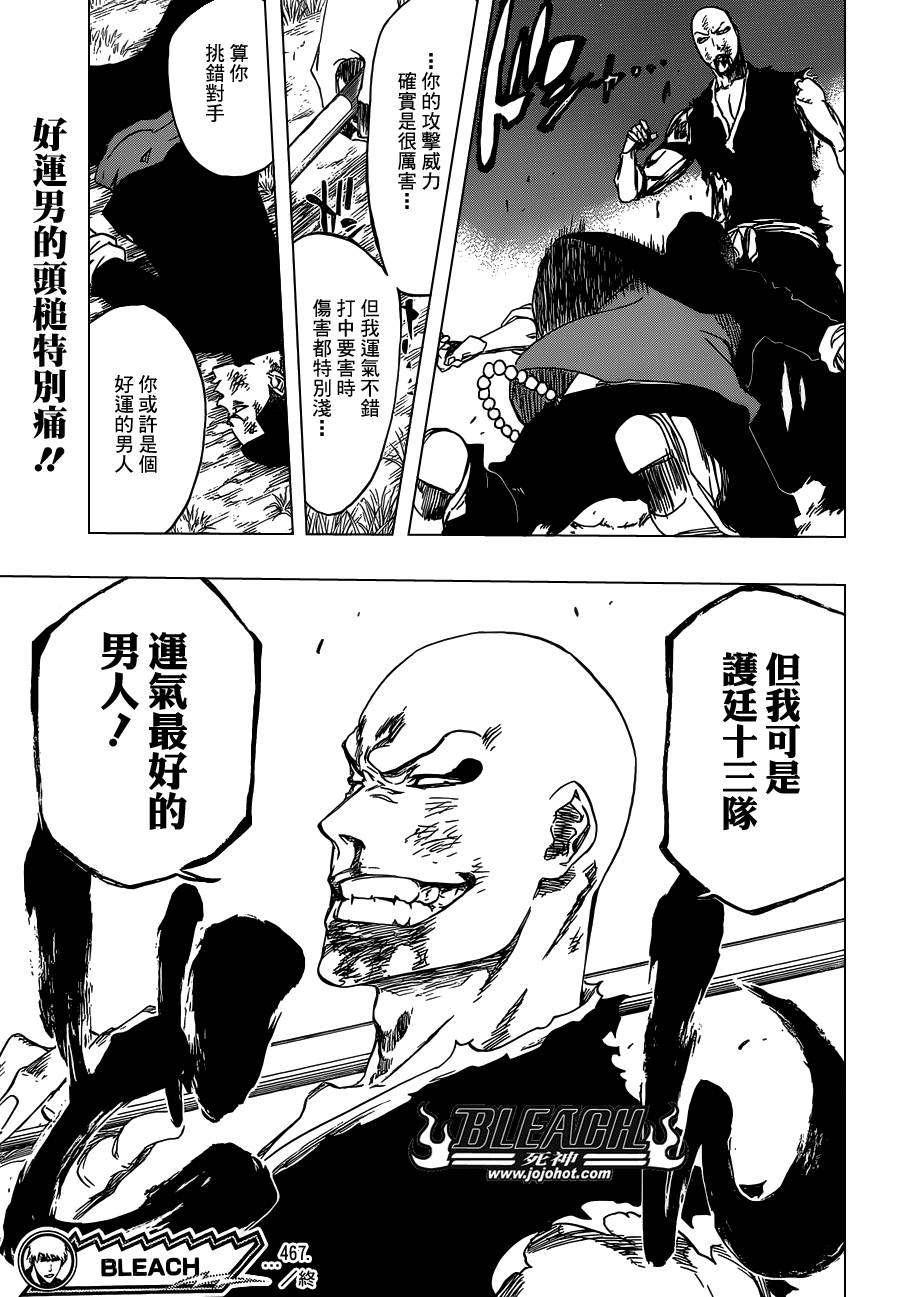 …你的攻擊威力
確實是很厲害…
ドドォ…
但我運氣不錯
打中要害時
傷害都特別淺…
算你
挑錯對手
你或許是個
好運的男人
好運男的頭槌特別痛!!
但我可是
護廷十三隊
運氣最好的
男人!
BLEACH
死神
www.jojohot.com
BLEACH
…467.
/終